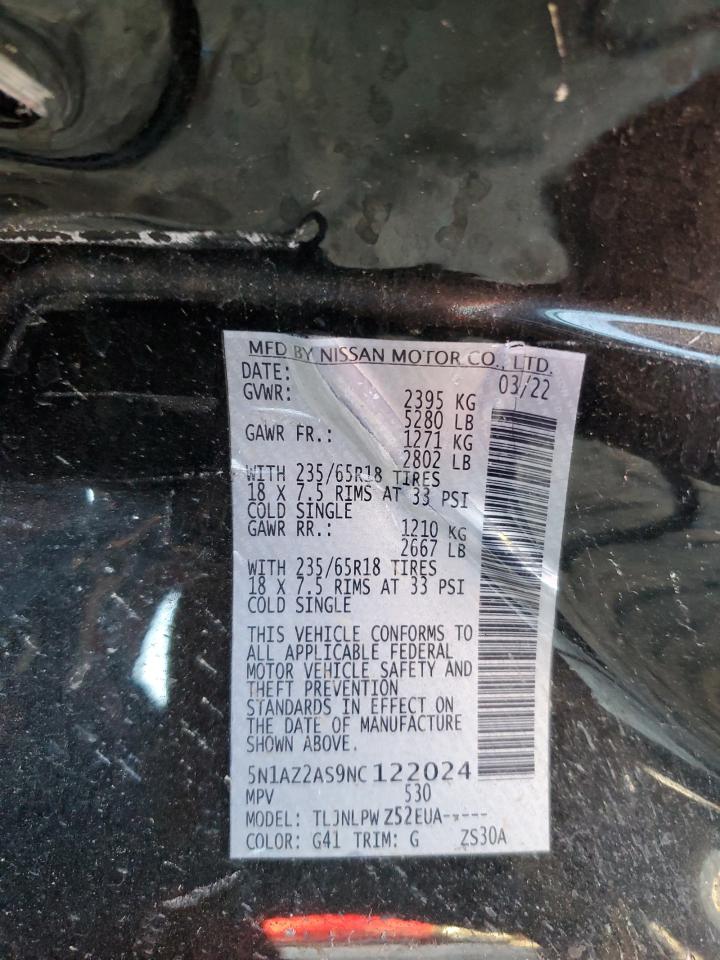 MFD BY NISSAN MOTOR CO., LTD.
DATE: 03/22
GVWR: 2395 KG
5280 LB
GAWR FR.: 1271 KG
2802 LB
WITH 235/65R18 TIRES
18 X 7.5 RIMS AT 33 PSI
COLD SINGLE
GAWR RR.: 1210 KG
2667 LB
WITH 235/65R18 TIRES
18 X 7.5 RIMS AT 33 PSI
COLD SINGLE
THIS VEHICLE CONFORMS TO
ALL APPLICABLE FEDERAL
MOTOR VEHICLE SAFETY AND
THEFT PREVENTION
STANDARDS IN EFFECT ON
THE DATE OF MANUFACTURE
SHOWN ABOVE.
5N1AZ2AS9NC122024
MPV 530
MODEL: TLJNLPW Z52EUA-----
COLOR: G41 TRIM: G ZS30A